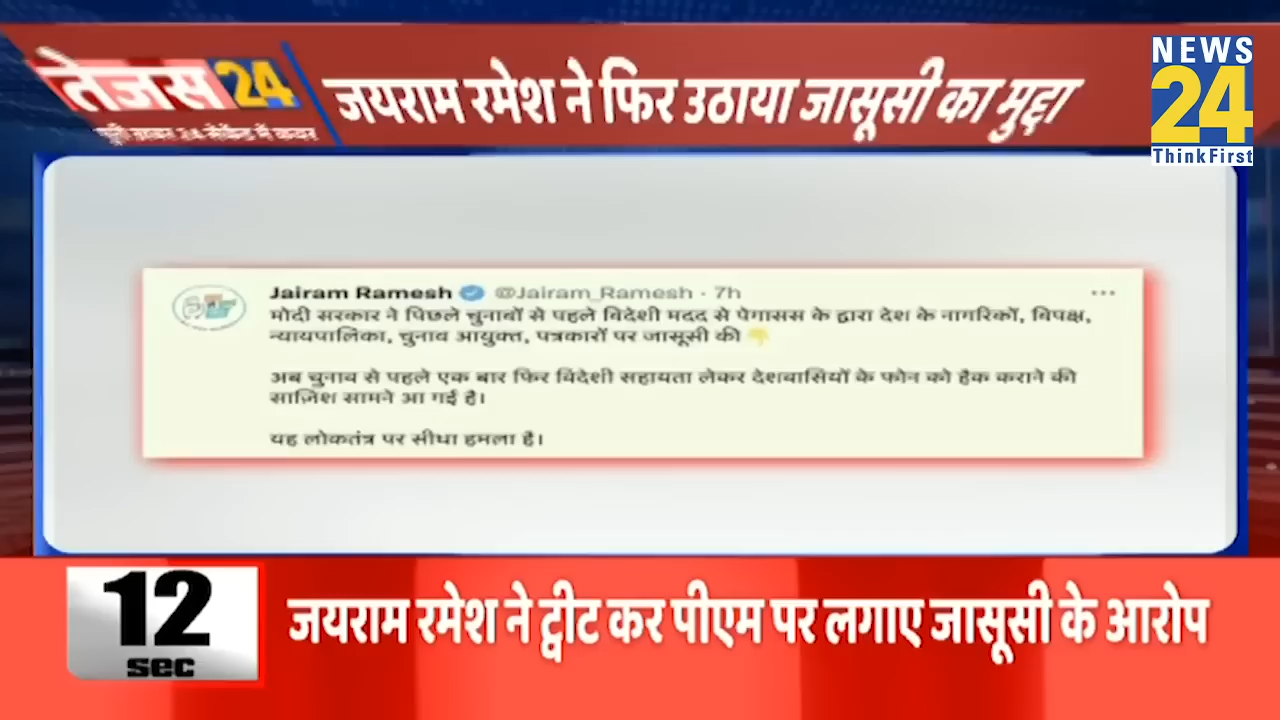 तेजस 24
जयराम रमेश ने फिर उठाया जासूसी का मुद्दा
NEWS
24
ThinkFirst
Jairam Ramesh @Jairam_Ramesh · 7h
मोदी सरकार ने पिछले चुनावों से पहले विदेशी मदद से पेगासस के द्वारा देश के नागरिकों, विपक्ष,
न्यायपालिका, चुनाव आयुक्त, पत्रकारों पर जासूसी की 👇
अब चुनाव से पहले एक बार फिर विदेशी सहायता लेकर देशवासियों के फोन को हैक कराने की
साज़िश सामने आ गई है।
यह लोकतंत्र पर सीधा हमला है।
12
sec
जयराम रमेश ने ट्वीट कर पीएम पर लगाए जासूसी के आरोप